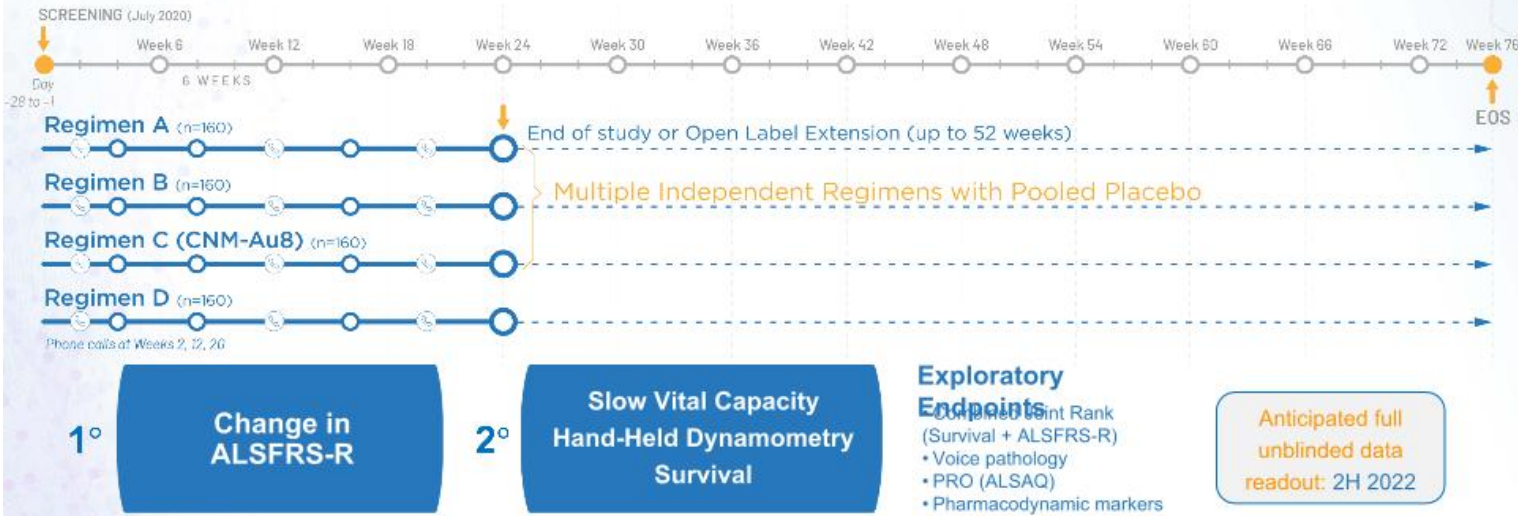 SCREENING (July 2020)
Week 6 Week 12 Week 18 Week 24 Week 30 Week 36 Week 42 Week 48 Week 54 Week 60 Week 66 Week 72 Week 76
Day
-28 to -1
6 WEEKS
EOS
Regimen A (n=160)
End of study or Open Label Extension (up to 52 weeks)
Regimen B (n=160)
Multiple Independent Regimens with Pooled Placebo
Regimen C (CNM-Au8) (n=160)
Regimen D (n=160)
Phone calls at Weeks 2, 12, 20
1°
Change in
ALSFRS-R
2°
Slow Vital Capacity
Hand-Held Dynamometry
Survival
Exploratory
Endpoints
• Combined Joint Rank
(Survival + ALSFRS-R)
• Voice pathology
• PRO (ALSAQ)
• Pharmacodynamic markers
Anticipated full
unblinded data
readout: 2H 2022